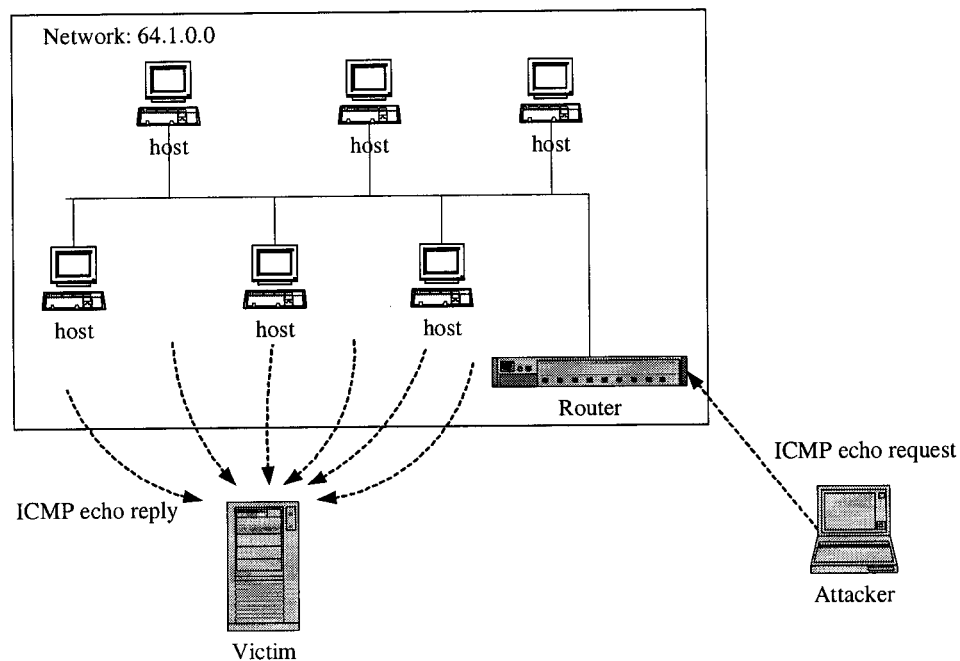 Network: 64.1.0.0
host
host
host
host
host
host
Router
ICMP echo request
ICMP echo reply
Attacker
Victim